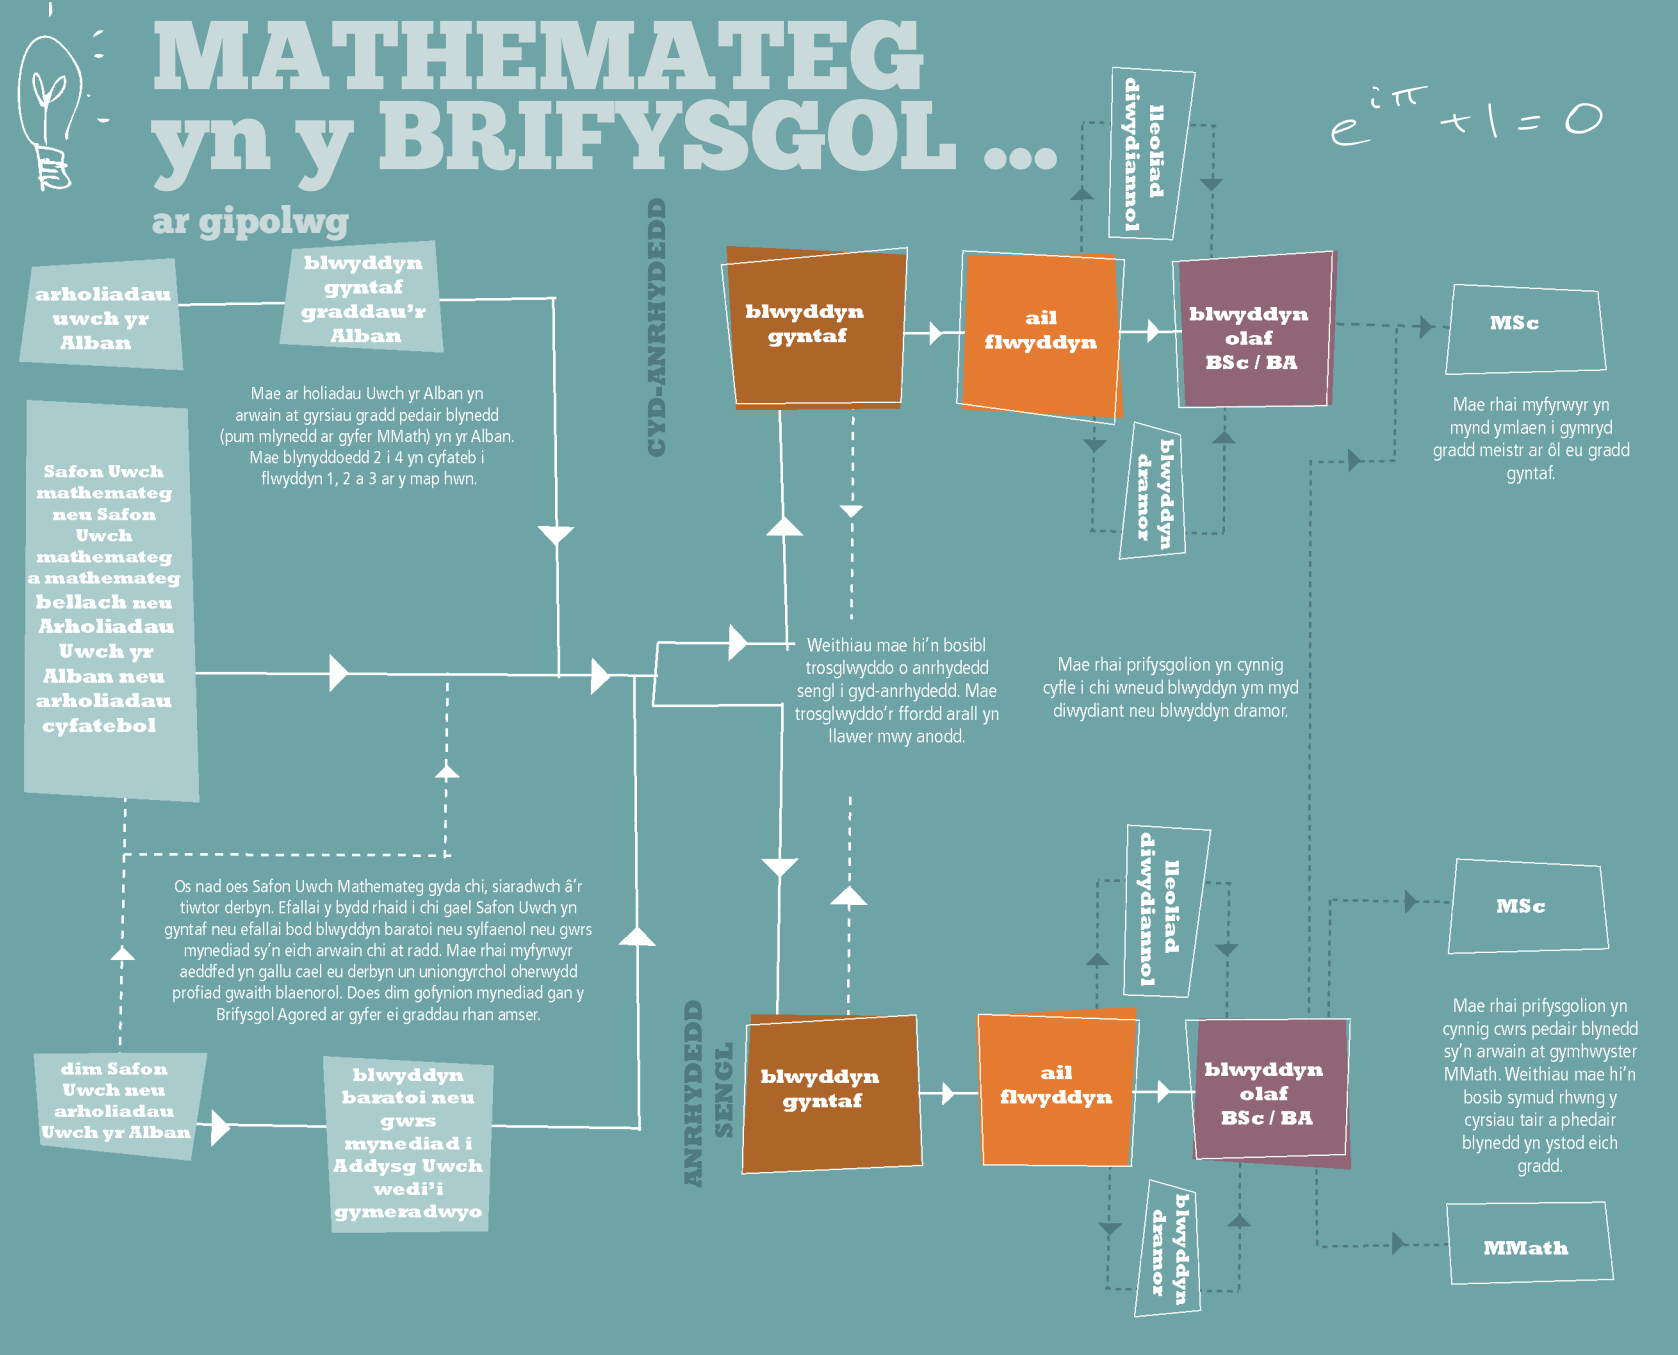 MATHEMATEG
yn y BRIFYSGOL ...
ar gipolwg
e^{iπ} + 1 = 0
arholiadau
uwch yr
Alban
blwyddyn
gyntaf
graddau'r
Alban
Mae ar holiadau Uwch yr Alban yn
arwain at gyrsiau gradd pedair blynedd
(pum mlynedd ar gyfer MMath) yn yr Alban.
Mae blynyddoedd 2 i 4 yn cyfateb i
flwyddyn 1, 2 a 3 ar y map hwn.
Safon Uwch
mathemateg
neu Safon
Uwch
mathemateg
a mathemateg
bellach neu
Arholiadau
Uwch yr
Alban neu
arholiadau
cyfatebol
Os nad oes Safon Uwch Mathemateg gyda chi, siaradwch â'r
tiwtor derbyn. Efallai y bydd rhaid i chi gael Safon Uwch yn
gyntaf neu efallai bod blwyddyn baratoi neu sylfaenol neu gwrs
mynediad sy'n eich arwain chi at radd. Mae rhai myfyrwyr
aeddfed yn gallu cael eu derbyn un uniongyrchol oherwydd
profiad gwaith blaenorol. Does dim gofynion mynediad gan y
Brifysgol Agored ar gyfer ei graddau rhan amser.
dim Safon
Uwch neu
arholiadau
Uwch yr Alban
blwyddyn
baratoi neu
gwrs
mynediad i
Addysg Uwch
wedi'i
gymeradwyo
CYD-ANRHYDEDD
blwyddyn
gyntaf
ail
flwyddyn
blwyddyn
olaf
BSc / BA
lleoliad
diwydiannol
blwyddyn
dramor
MSc
Mae rhai myfyrwyr yn
mynd ymlaen i gymryd
gradd meistr ar ôl eu gradd
gyntaf.
Weithiau mae hi'n bosibl
trosglwyddo o anrhydedd
sengl i gyd-anrhydedd. Mae
trosglwyddo'r ffordd arall yn
llawer mwy anodd.
Mae rhai prifysgolion yn cynnig
cyfle i chi wneud blwyddyn ym myd
diwydiant neu blwyddyn dramor.
ANRHYDEDD
SENGL
blwyddyn
gyntaf
ail
flwyddyn
blwyddyn
olaf
BSc / BA
lleoliad
diwydiannol
blwyddyn
dramor
MSc
Mae rhai prifysgolion yn
cynnig cwrs pedair blynedd
sy'n arwain at gymhwyster
MMath. Weithiau mae hi'n
bosib symud rhwng y
cyrsiau tair a phedair
blynedd yn ystod eich
gradd.
MMath